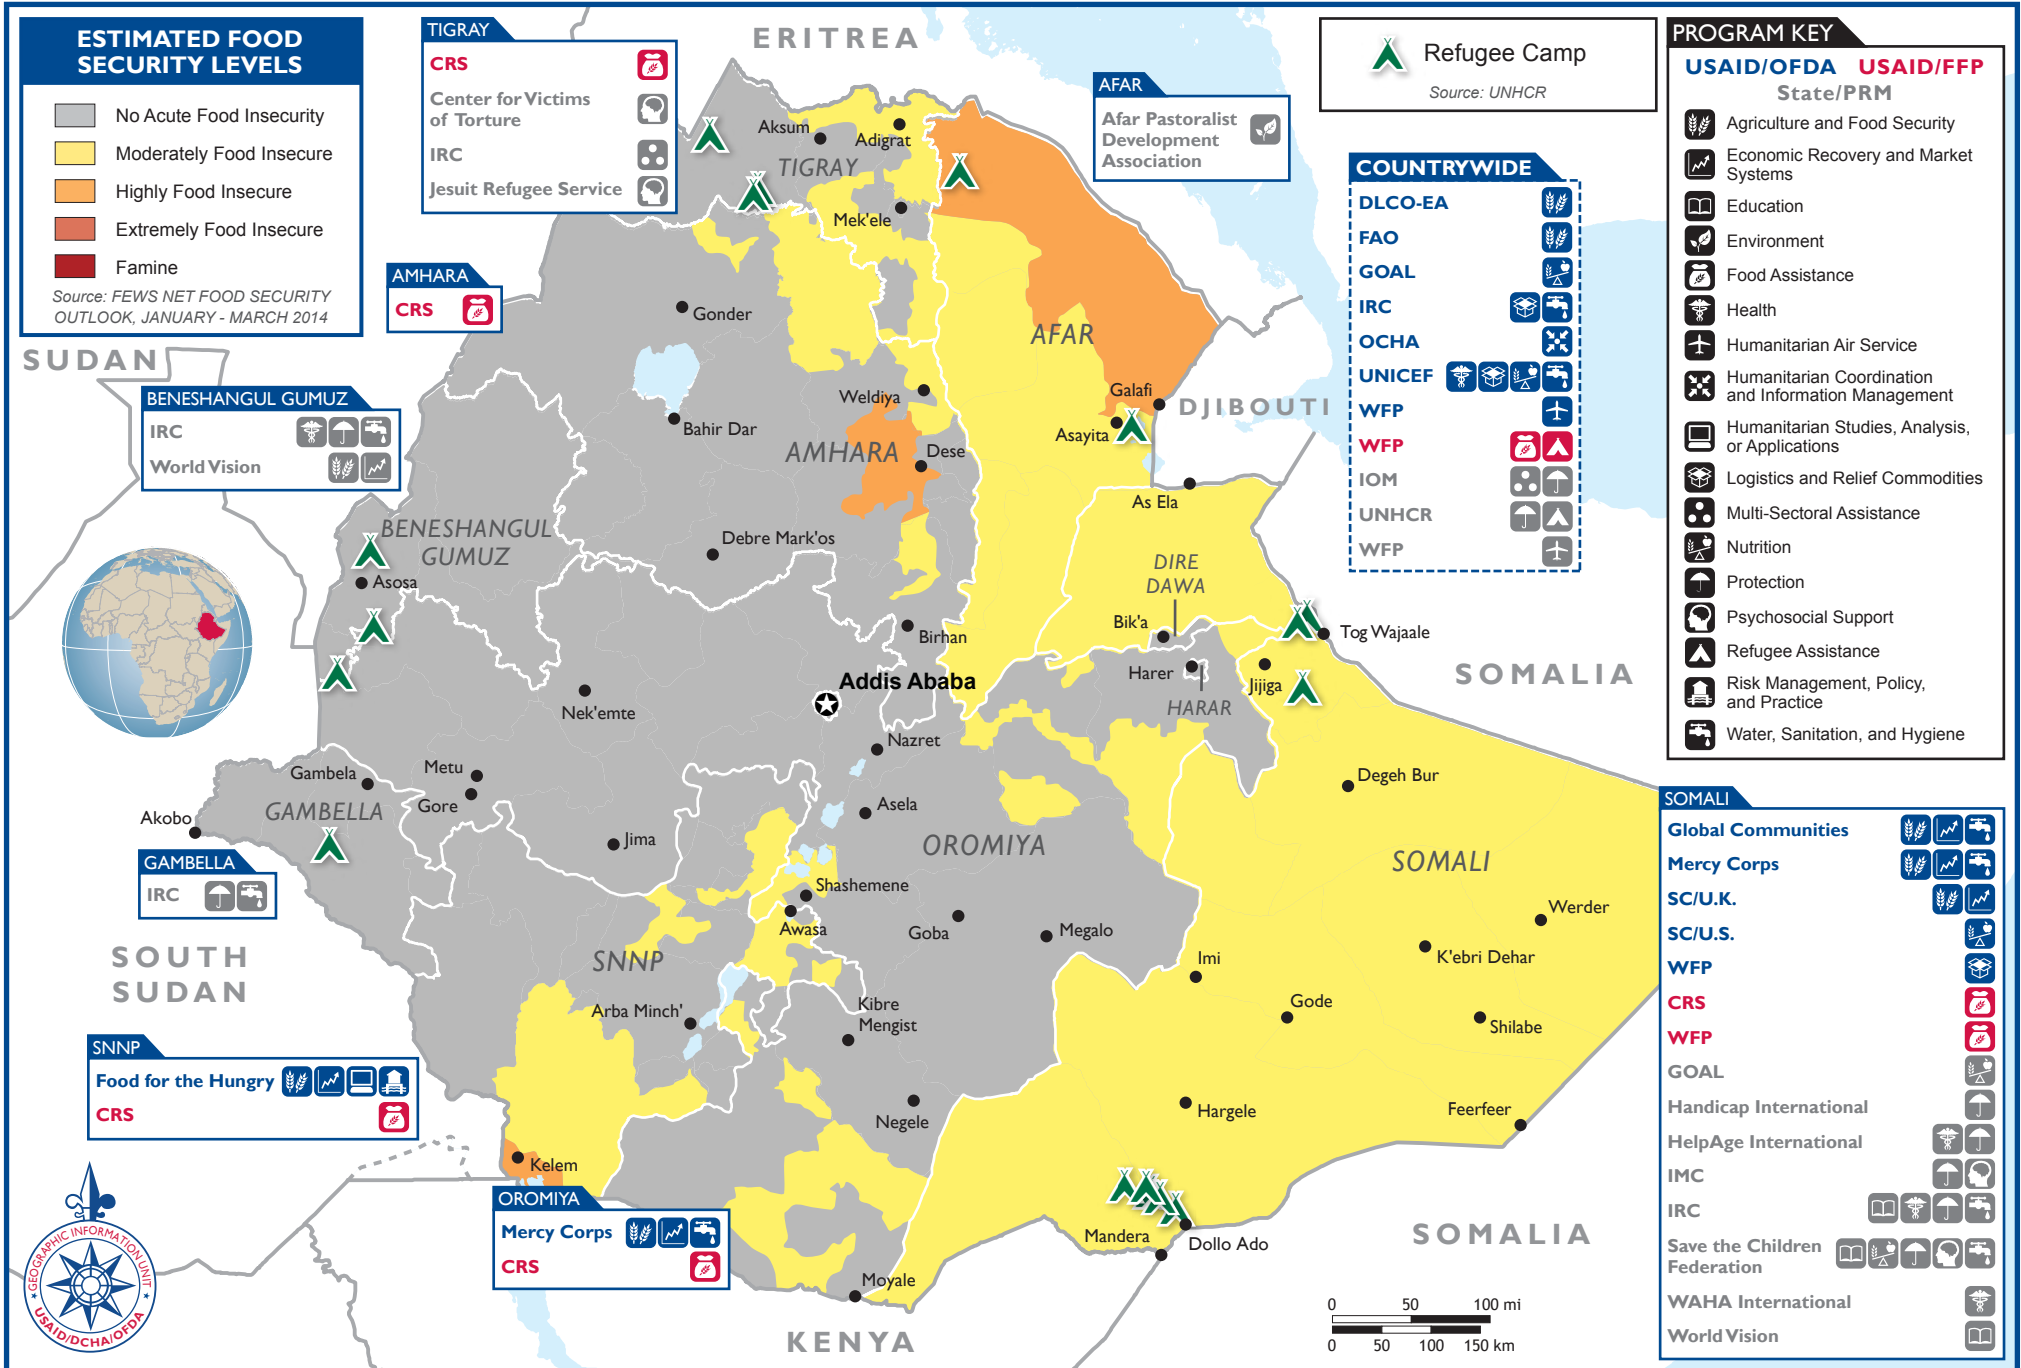 ESTIMATED FOOD
SECURITY LEVELS
No Acute Food Insecurity
Moderately Food Insecure
Highly Food Insecure
Extremely Food Insecure
Famine
Source: FEWS NET FOOD SECURITY
OUTLOOK, JANUARY - MARCH 2014
TIGRAY
CRS
Center for Victims
of Torture
IRC
Jesuit Refugee Service
AMHARA
CRS
BENESHANGUL GUMUZ
IRC
World Vision
GAMBELLA
IRC
SNNP
Food for the Hungry
CRS
OROMIYA
Mercy Corps
CRS
AFAR
Afar Pastoralist
Development
Association
Refugee Camp
Source: UNHCR
COUNTRYWIDE
DLCO-EA
FAO
GOAL
IRC
OCHA
UNICEF
WFP
WFP
IOM
UNHCR
WFP
PROGRAM KEY
USAID/OFDA USAID/FFP
State/PRM
Agriculture and Food Security
Economic Recovery and Market
Systems
Education
Environment
Food Assistance
Health
Humanitarian Air Service
Humanitarian Coordination
and Information Management
Humanitarian Studies, Analysis,
or Applications
Logistics and Relief Commodities
Multi-Sectoral Assistance
Nutrition
Protection
Psychosocial Support
Refugee Assistance
Risk Management, Policy,
and Practice
Water, Sanitation, and Hygiene
SOMALI
Global Communities
Mercy Corps
SC/U.K.
SC/U.S.
WFP
CRS
WFP
GOAL
Handicap International
HelpAge International
IMC
IRC
Save the Children
Federation
WAHA International
World Vision
ERITREA
SUDAN
DJIBOUTI
SOMALIA
SOUTH
SUDAN
SOMALIA
KENYA
Aksum
Adigrat
TIGRAY
Mek'ele
Gonder
AFAR
Weldiya
Galafi
Bahir Dar
Asayita
AMHARA
Dese
As Ela
BENESHANGUL
GUMUZ
Debre Mark'os
DIRE
DAWA
Asosa
Bik'a
Birhan
Tog Wajaale
Addis Ababa
Harer
Jijiga
HARAR
Nek'emte
Nazret
Gambela
Metu
Gore
Degeh Bur
GAMBELLA
Akobo
Asela
Jima
OROMIYA
SOMALI
Shashemene
Werder
Awasa
Goba
Megalo
K'ebri Dehar
SNNP
Imi
Arba Minch'
Kibre
Mengist
Gode
Shilabe
Negele
Hargele
Feerfeer
Kelem
Mandera
Dollo Ado
Moyale
0 50 100 mi
0 50 100 150 km
GEOGRAPHIC INFORMATION UNIT
USAID/DCHA/OFDA